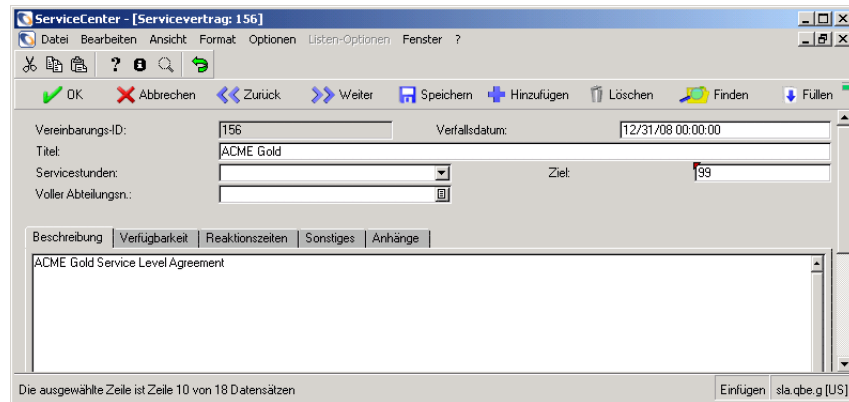 ServiceCenter - [Servicevertrag: 156]
Datei Bearbeiten Ansicht Format Optionen Listen-Optionen Fenster ?
OK Abbrechen Zurück Weiter Speichern Hinzufügen Löschen Finden Füllen
Vereinbarungs-ID: 156 Verfallsdatum: 12/31/08 00:00:00
Titel: ACME Gold
Servicestunden: Ziel: 99
Voller Abteilungsn.:
Beschreibung Verfügbarkeit Reaktionszeiten Sonstiges Anhänge
ACME Gold Service Level Agreement
Die ausgewählte Zeile ist Zeile 10 von 18 Datensätzen Einfügen sla.qbe.g [US]